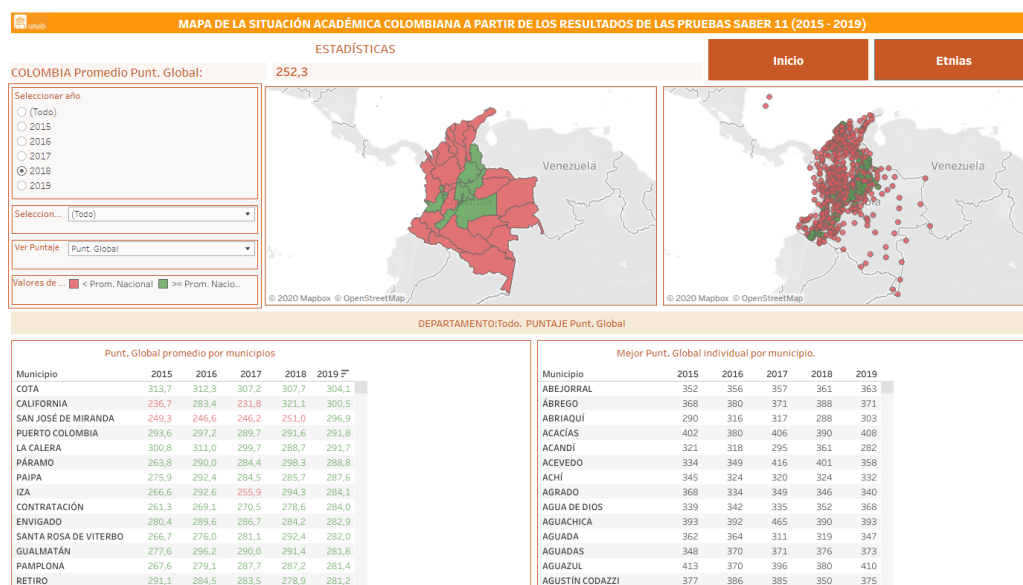 unab
MAPA DE LA SITUACIÓN ACADÉMICA COLOMBIANA A PARTIR DE LOS RESULTADOS DE LAS PRUEBAS SABER 11 (2015 - 2019)
ESTADÍSTICAS
Inicio
Etnias
COLOMBIA Promedio Punt. Global:
252,3
Seleccionar año
(Todo)
2015
2016
2017
2018
2019
Seleccion... (Todo)
Ver Puntaje Punt. Global
Valores de ... < Prom. Nacional >= Prom. Nacio..
Venezuela
© 2020 Mapbox © OpenStreetMap
Venezuela
© 2020 Mapbox © OpenStreetMap
DEPARTAMENTO:Todo. PUNTAJE Punt. Global
Punt. Global promedio por municipios
Municipio 2015 2016 2017 2018 2019
COTA 313,7 312,3 307,2 307,7 304,1
CALIFORNIA 236,7 283,4 231,8 321,1 300,5
SAN JOSÉ DE MIRANDA 249,3 246,6 246,2 251,0 296,9
PUERTO COLOMBIA 293,6 297,2 289,7 291,6 291,8
LA CALERA 300,8 311,0 299,7 288,7 291,7
PÁRAMO 263,8 290,0 284,4 298,3 288,8
PAIPA 275,9 292,4 284,5 285,7 287,6
IZA 266,6 292,6 255,9 294,3 284,1
CONTRATACIÓN 261,3 269,1 270,5 278,6 284,0
ENVIGADO 280,4 289,6 286,7 284,2 282,9
SANTA ROSA DE VITERBO 266,7 276,0 281,1 292,4 282,0
GUALMATÁN 277,6 296,2 290,0 291,4 281,6
PAMPLONA 267,6 279,1 287,7 287,2 281,4
RETIRO 291,1 284,5 283,5 278,9 281,2
Mejor Punt. Global individual por municipio.
Municipio 2015 2016 2017 2018 2019
ABEJORRAL 352 356 357 361 363
ÁBREGO 368 380 371 388 371
ABRIAQUÍ 290 316 317 288 303
ACACÍAS 402 380 406 390 408
ACANDÍ 321 318 295 361 282
ACEVEDO 334 349 416 401 358
ACHÍ 345 324 320 324 332
AGRADO 368 334 349 346 340
AGUA DE DIOS 339 342 335 352 368
AGUACHICA 393 392 465 390 393
AGUADA 362 364 311 319 347
AGUADAS 348 370 371 376 373
AGUAZUL 413 370 396 380 410
AGUSTÍN CODAZZI 377 386 385 350 375